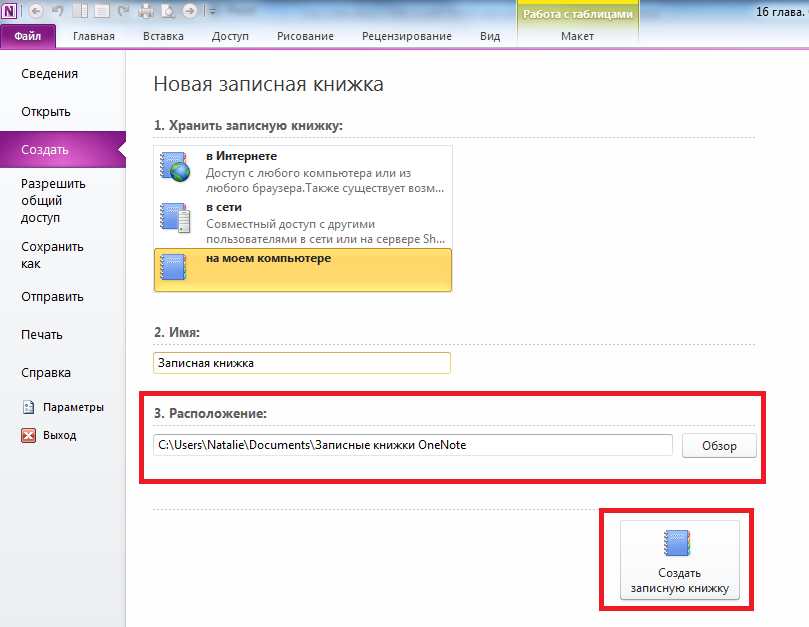 Работа с таблицами
16 глава.
Файл
Главная
Вставка
Доступ
Рисование
Рецензирование
Вид
Макет
Сведения
Открыть
Создать
Разрешить
общий
доступ
Сохранить
как
Отправить
Печать
Справка
Параметры
Выход
Новая записная книжка
1. Хранить записную книжку:
в Интернете
Доступ с любого компьютера или из
любого браузера.Также существует возм...
в сети
Совместный доступ с другими
пользователями в сети или на сервере Sh...
на моем компьютере
2. Имя:
Записная книжка
3. Расположение:
C:\Users\Natalie\Documents\Записные книжки OneNote
Обзор
Создать
записную книжку